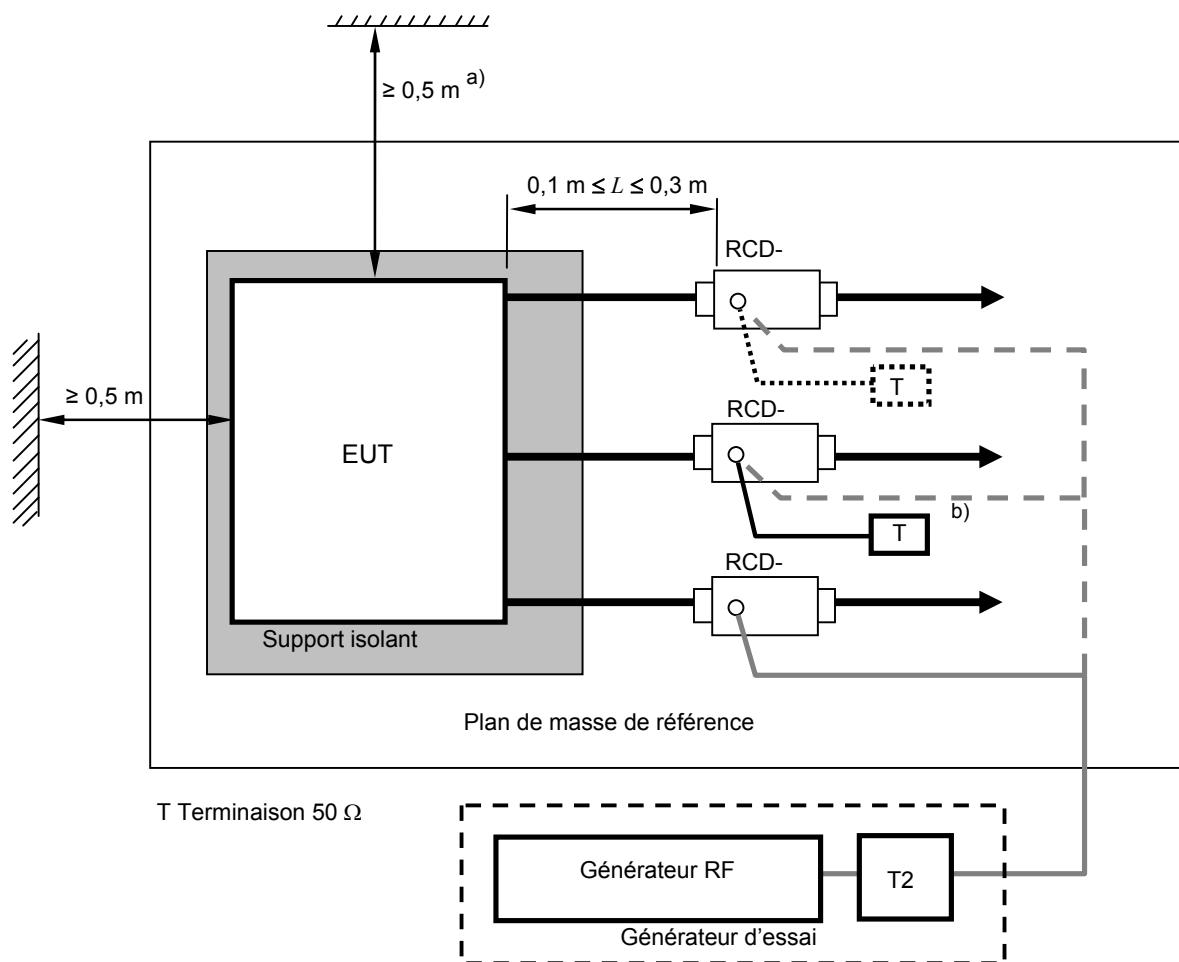 ≥ 0,5 m a)
0,1 m ≤ L ≤ 0,3 m
RCD-
T
≥ 0,5 m
RCD-
EUT
b)
T
RCD-
Support isolant
Plan de masse de référence
T Terminaison 50 Ω
Générateur RF
T2
Générateur d'essai